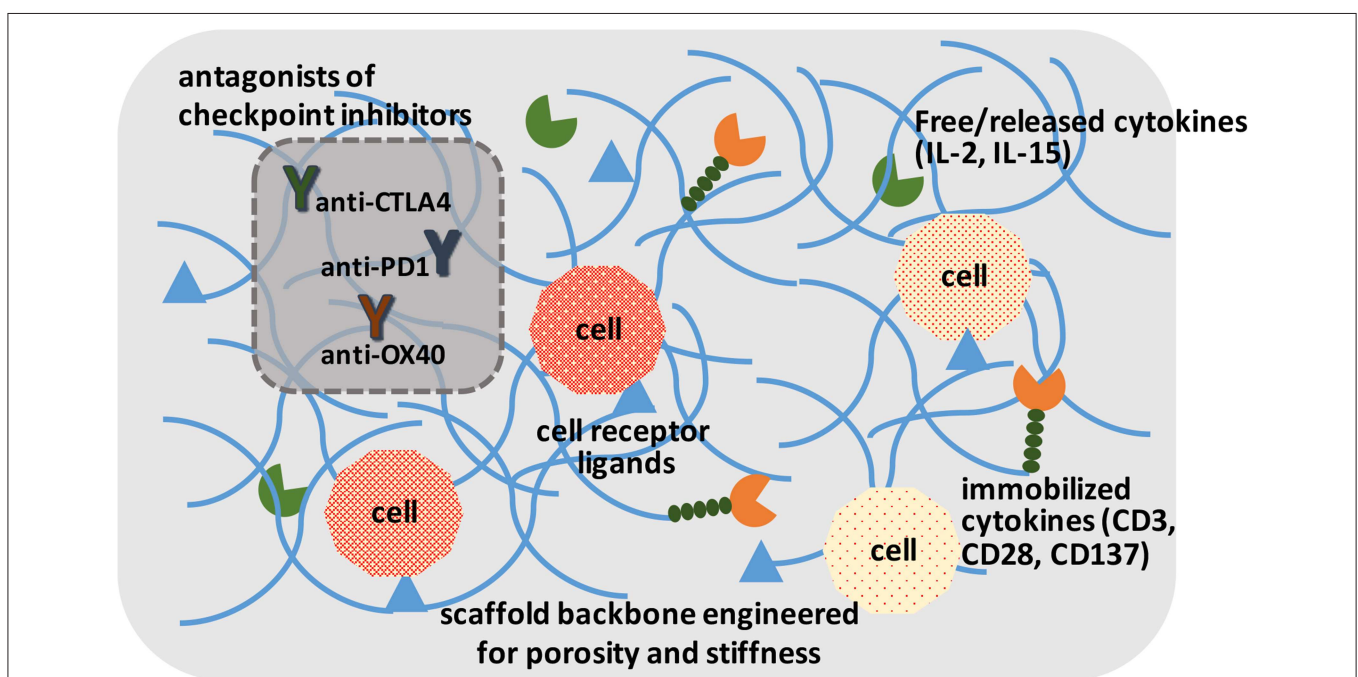 antagonists of
checkpoint inhibitors
anti-CTLA4
anti-PD1
anti-OX40
Free/released cytokines
(IL-2, IL-15)
cell
cell
cell receptor
ligands
cell
cell
immobilized
cytokines (CD3,
CD28, CD137)
scaffold backbone engineered
for porosity and stiffness